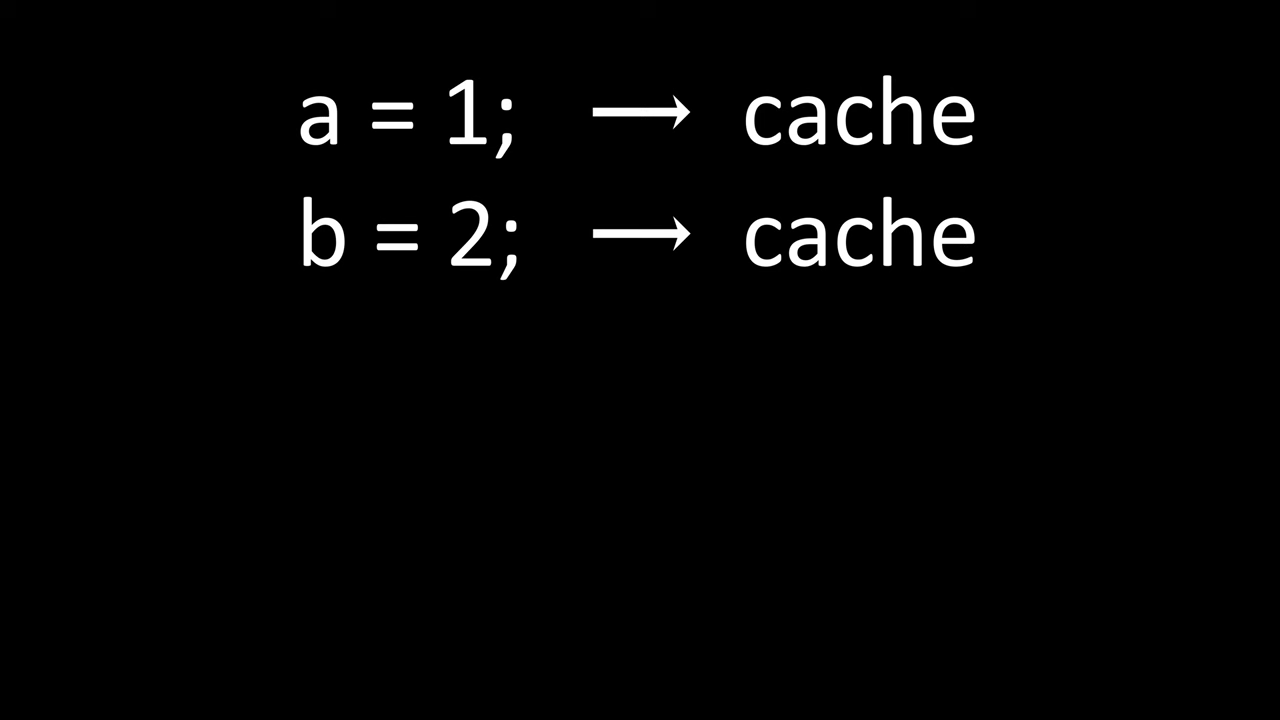 a = 1; → cache
b = 2; → cache